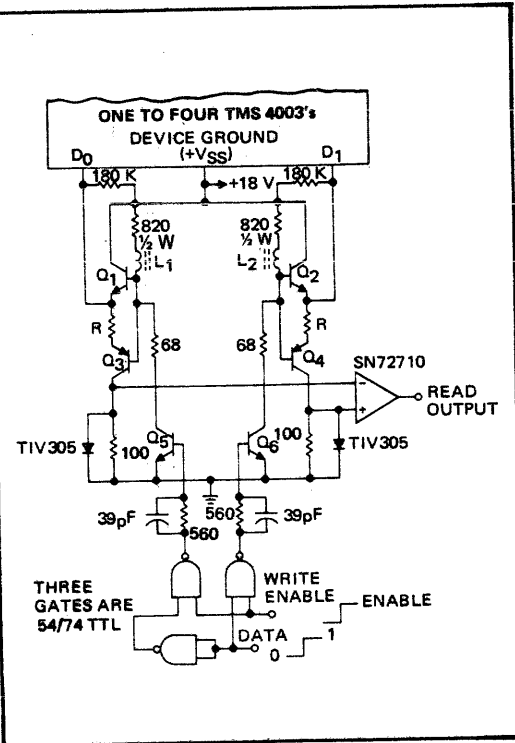 ONE TO FOUR TMS 4003's
DEVICE GROUND
(+VSS)
D0
D1
180 K
180 K
+18 V
820
½ W
L1
820
½ W
L2
Q1
Q2
R
R
68
68
Q3
Q4
SN72710
-
+
READ
OUTPUT
TIV305
100
Q5
Q6
100
TIV305
39pF
560
560
39pF
THREE
GATES ARE
54/74 TTL
WRITE
ENABLE
ENABLE
DATA
0
1